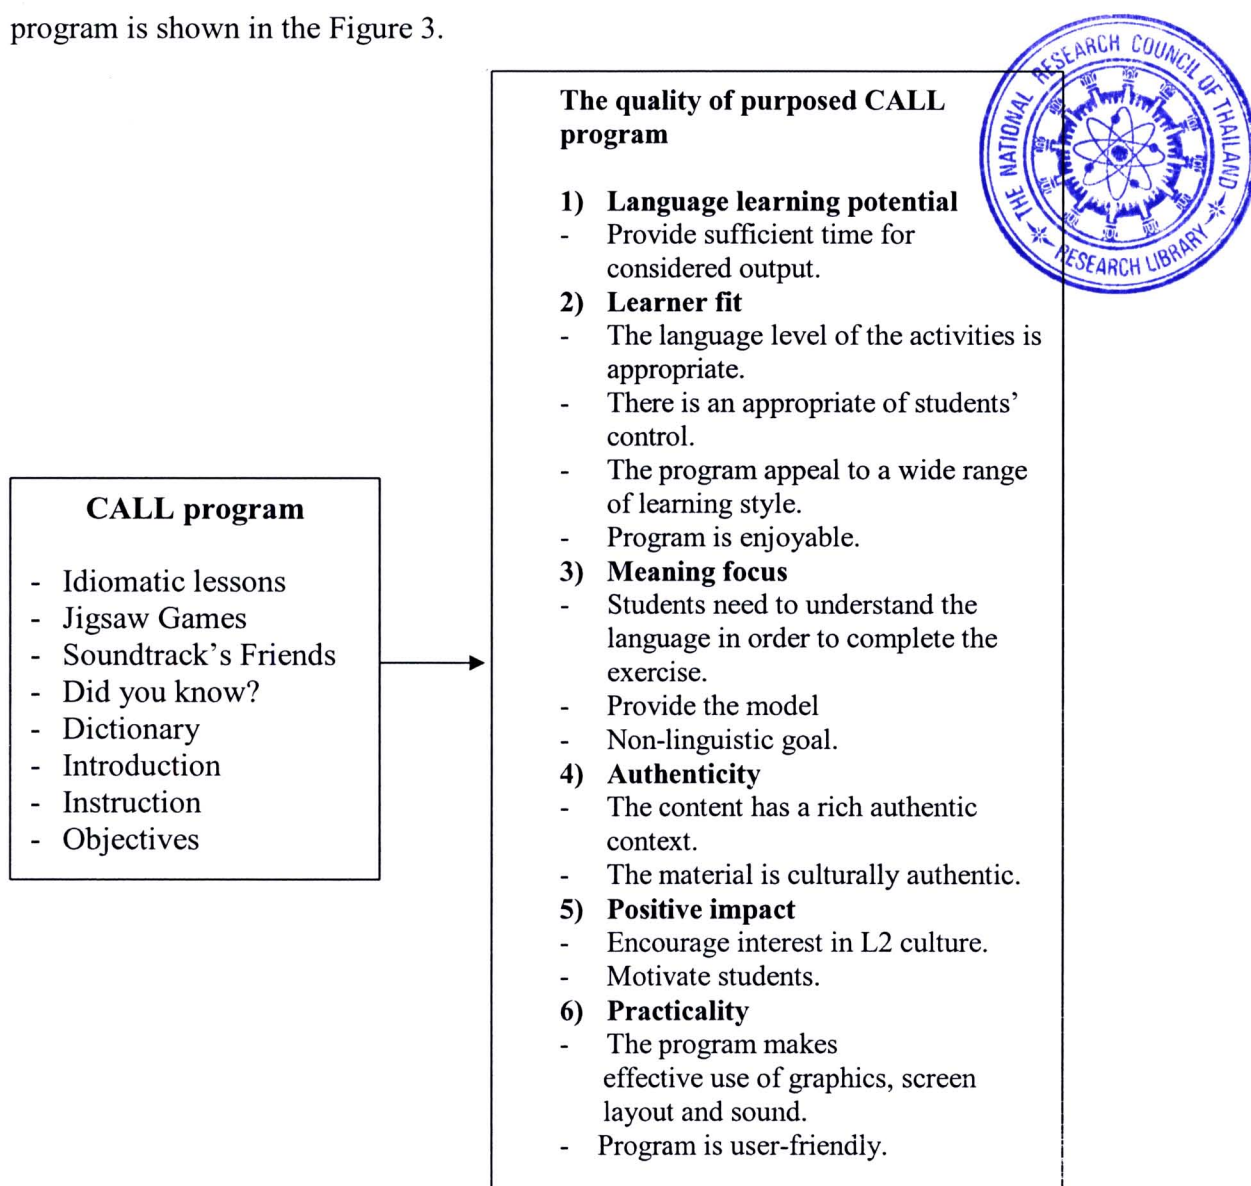 program is shown in the Figure 3.
THE NATIONAL RESEARCH COUNCIL OF THAILAND
RESEARCH LIBRARY
The quality of purposed CALL
program
1) Language learning potential
- Provide sufficient time for
considered output.
2) Learner fit
- The language level of the activities is
appropriate.
- There is an appropriate of students’
control.
- The program appeal to a wide range
of learning style.
- Program is enjoyable.
3) Meaning focus
- Students need to understand the
language in order to complete the
exercise.
- Provide the model
- Non-linguistic goal.
4) Authenticity
- The content has a rich authentic
context.
- The material is culturally authentic.
5) Positive impact
- Encourage interest in L2 culture.
- Motivate students.
6) Practicality
- The program makes
effective use of graphics, screen
layout and sound.
- Program is user-friendly.
CALL program
- Idiomatic lessons
- Jigsaw Games
- Soundtrack’s Friends
- Did you know?
- Dictionary
- Introduction
- Instruction
- Objectives